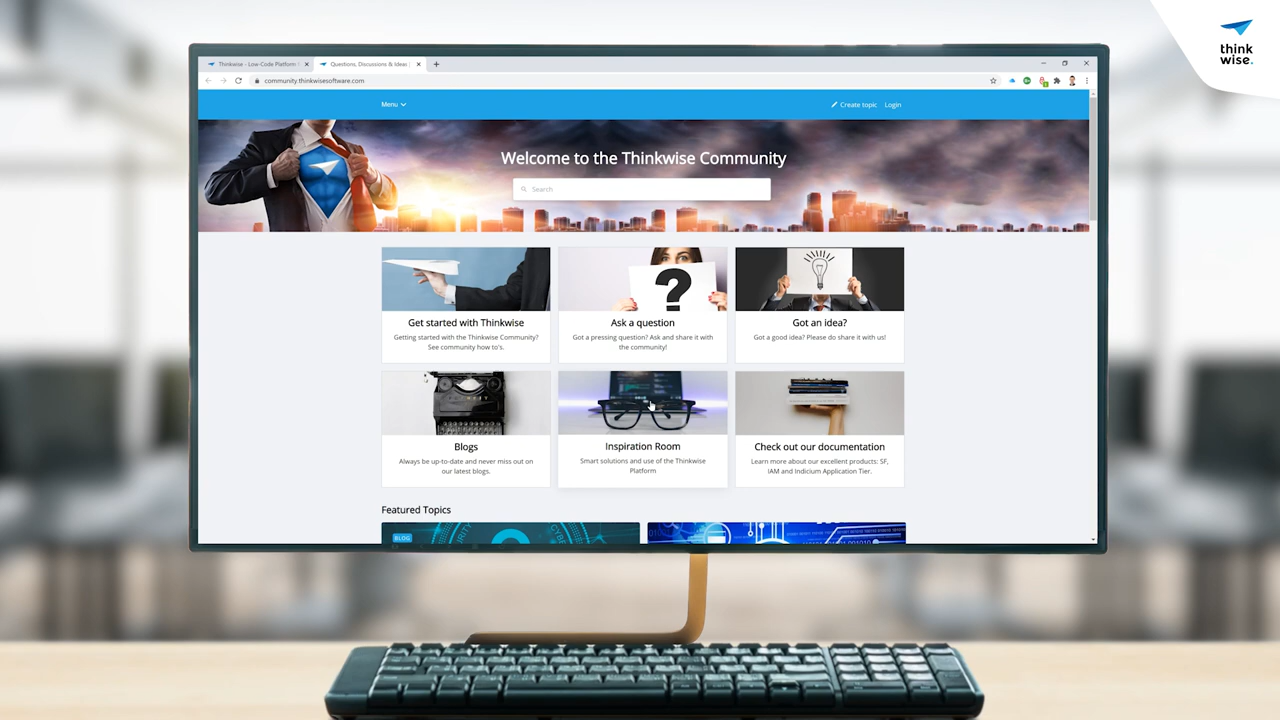 think
wise.
Thinkwise - Low-Code Platform
Questions, Discussions & Ideas |
community.thinkwisesoftware.com
Menu
Create topic
Login
Welcome to the Thinkwise Community
Search
Get started with Thinkwise
Getting started with the Thinkwise Community?
See community how to's.
Ask a question
Got a pressing question? Ask and share it with
the community!
Got an idea?
Got a good idea? Please do share it with us!
Blogs
Always be up-to-date and never miss out on
our latest blogs.
Inspiration Room
Smart solutions and use of the Thinkwise
Platform
Check out our documentation
Learn more about our excellent products: SF,
IAM and Indicium Application Tier.
Featured Topics
BLOG